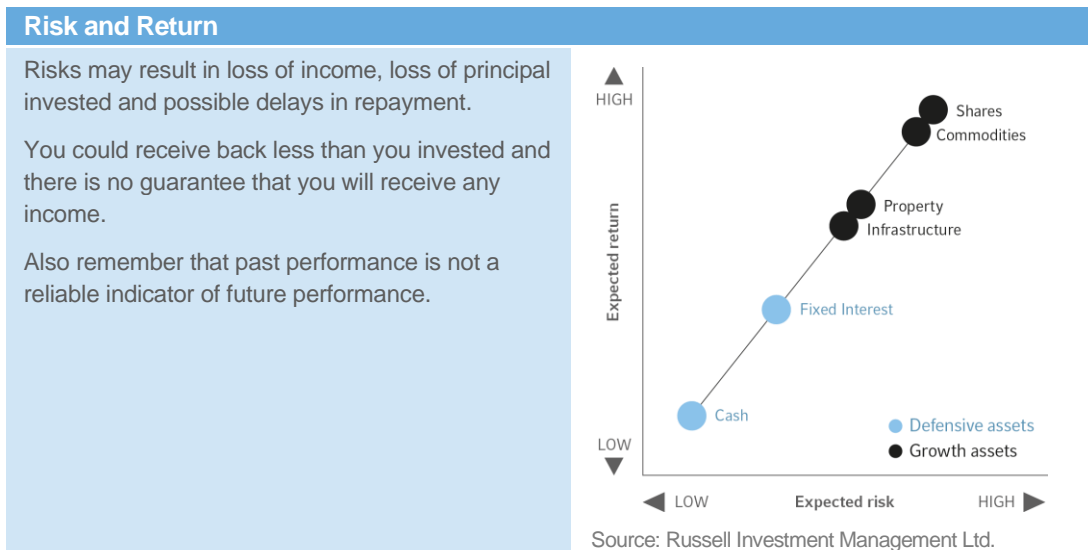 Risk and Return
Risks may result in loss of income, loss of principal
invested and possible delays in repayment.
You could receive back less than you invested and
there is no guarantee that you will receive any
income.
Also remember that past performance is not a
reliable indicator of future performance.
HIGH
Expected return
LOW
Shares
Commodities
Property
Infrastructure
Fixed Interest
Cash
Defensive assets
Growth assets
LOW
Expected risk
HIGH
Source: Russell Investment Management Ltd.